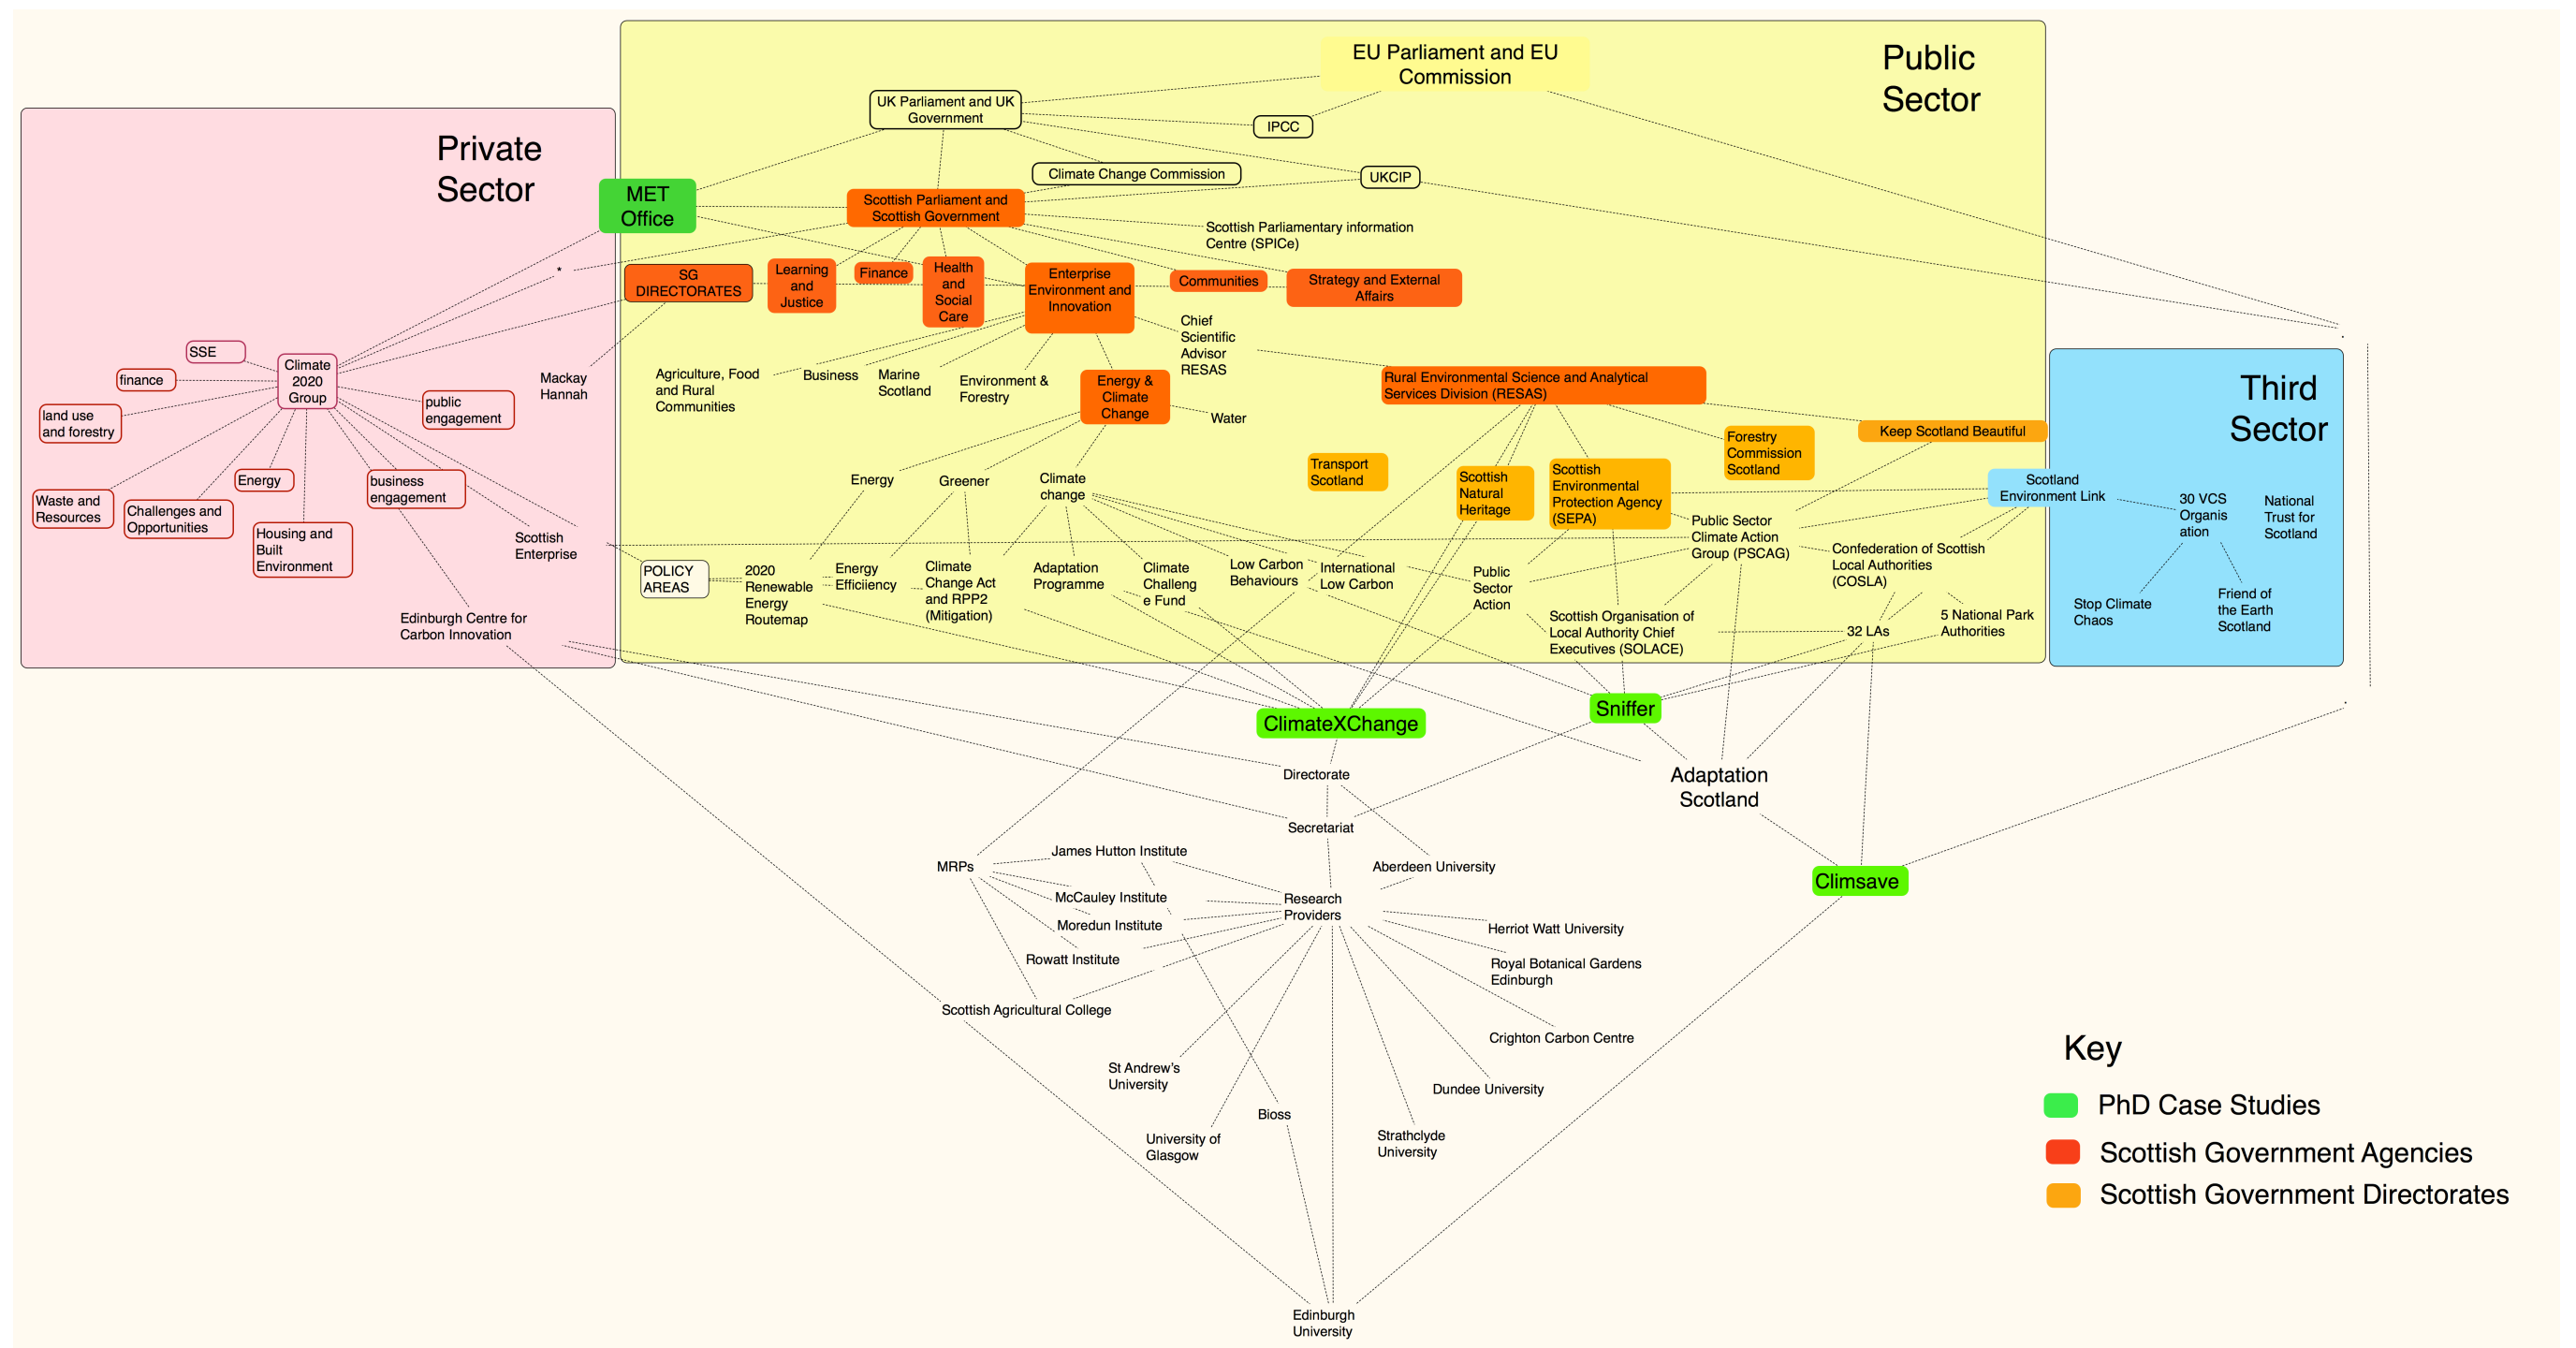 EU Parliament and EU
Commission
Public
Sector
UK Parliament and UK
Government
IPCC
Private
Sector
Climate Change Commission
UKCIP
MET
Office
Scottish Parliament and
Scottish Government
Scottish Parliamentary information
Centre (SPICe)
*
SG
DIRECTORATES
Learning
and
Justice
Finance
Health
and
Social
Care
Enterprise
Environment and
Innovation
Communities
Strategy and External
Affairs
Chief
Scientific
Advisor
RESAS
SSE
finance
Climate
2020
Group
land use
and forestry
public
engagement
Mackay
Hannah
Agriculture, Food
and Rural
Communities
Business
Marine
Scotland
Environment &
Forestry
Energy &
Climate
Change
Water
Rural Environmental Science and Analytical
Services Division (RESAS)
Third
Sector
Keep Scotland Beautiful
Forestry
Commission
Scotland
Transport
Scotland
Scottish
Natural
Heritage
Scottish
Environmental
Protection Agency
(SEPA)
Scotland
Environment Link
30 VCS
Organis
ation
National
Trust for
Scotland
Waste and
Resources
Challenges and
Opportunities
Energy
business
engagement
Housing and
Built
Environment
Scottish
Enterprise
Energy
Greener
Climate
change
Public Sector
Climate Action
Group (PSCAG)
Confederation of Scottish
Local Authorities
(COSLA)
POLICY
AREAS
2020
Renewable
Energy
Routemap
Energy
Efficiiency
Climate
Change Act
and RPP2
(Mitigation)
Adaptation
Programme
Climate
Challeng
e Fund
Low Carbon
Behaviours
International
Low Carbon
Public
Sector
Action
Scottish Organisation of
Local Authority Chief
Executives (SOLACE)
32 LAs
5 National Park
Authorities
Stop Climate
Chaos
Friend of
the Earth
Scotland
Edinburgh Centre for
Carbon Innovation
ClimateXChange
Sniffer
Directorate
Adaptation
Scotland
Secretariat
MRPs
James Hutton Institute
Aberdeen University
Climsave
McCauley Institute
Research
Providers
Moredun Institute
Herriot Watt University
Rowatt Institute
Royal Botanical Gardens
Edinburgh
Scottish Agricultural College
Crighton Carbon Centre
St Andrew's
University
Dundee University
Bioss
University of
Glasgow
Strathclyde
University
Edinburgh
University
Key
PhD Case Studies
Scottish Government Agencies
Scottish Government Directorates